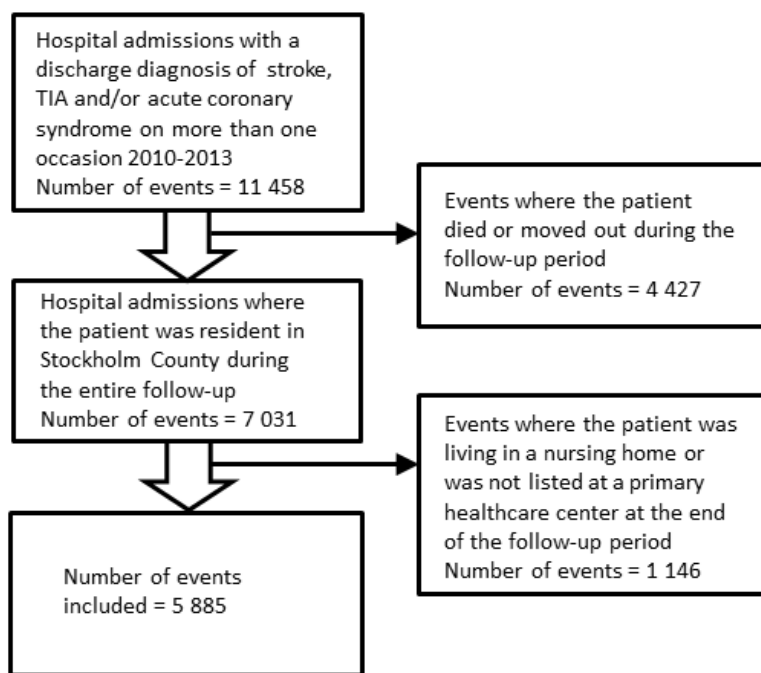 Hospital admissions with a
discharge diagnosis of stroke,
TIA and/or acute coronary
syndrome on more than one
occasion 2010-2013
Number of events = 11 458
Events where the patient
died or moved out during the
follow-up period
Number of events = 4 427
Hospital admissions where
the patient was resident in
Stockholm County during
the entire follow-up
Number of events = 7 031
Events where the patient was
living in a nursing home or
was not listed at a primary
healthcare center at the end
of the follow-up period
Number of events = 1 146
Number of events
included = 5 885